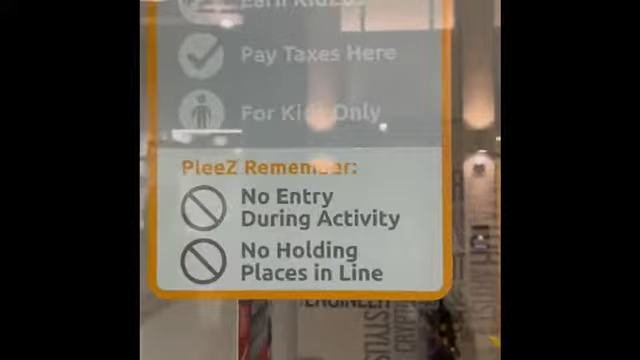 Earn KidZos
Pay Taxes Here
For Kids Only
PleeZ Remember:
No Entry
During Activity
No Holding
Places in Line
ENGINEER